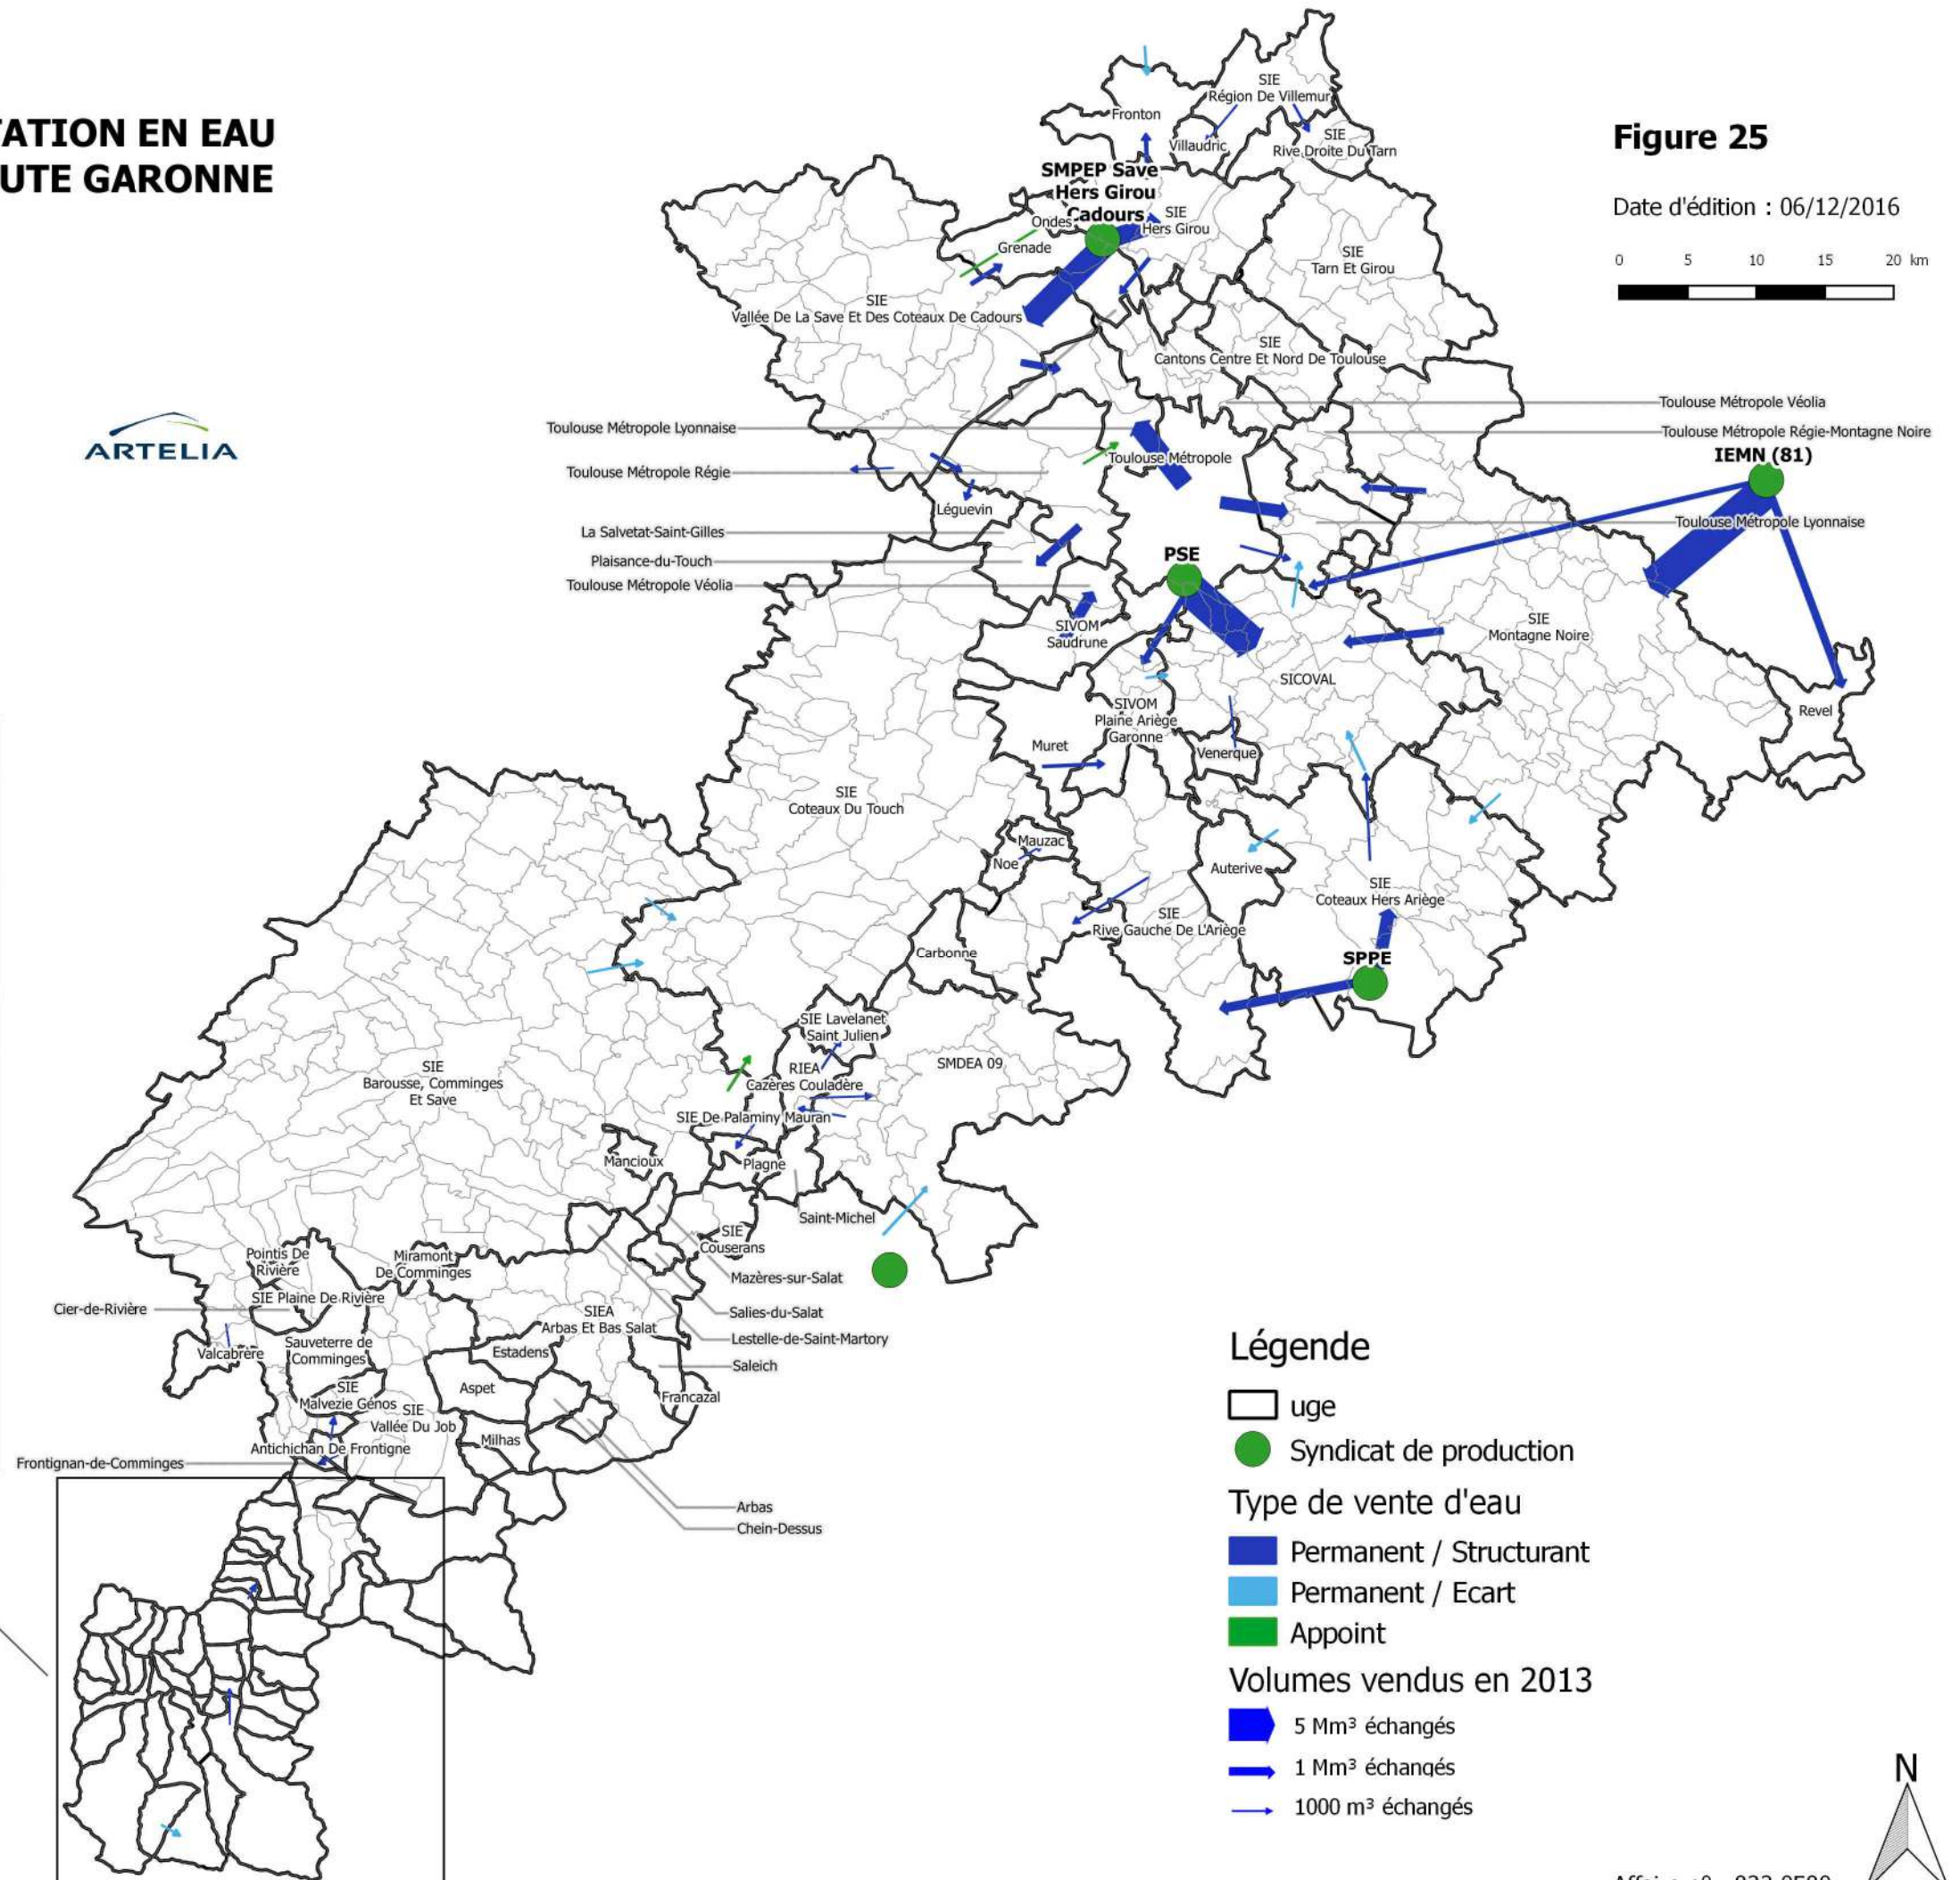 TATION EN EAU
UTE GARONNE
ARTELIA
Figure 25
Date d'édition : 06/12/2016
0 5 10 15 20 km
Fronton
SIE
Région De Villemur
Villaudric
SIE
Rive Droite Du Tarn
SMPEP Save
Hers Girou
Cadours
Ondes
Grenade
SIE
Hers Girou
SIE
Tarn Et Girou
SIE
Vallée De La Save Et Des Coteaux De Cadours
SIE
Cantons Centre Et Nord De Toulouse
Toulouse Métropole Véolia
Toulouse Métropole Lyonnaise
Toulouse Métropole Régie-Montagne Noire
IEMN (81)
Toulouse Métropole
Toulouse Métropole Régie
Léguevin
Toulouse Métropole Lyonnaise
La Salvetat-Saint-Gilles
PSE
Plaisance-du-Touch
Toulouse Métropole Véolia
SIVOM
Saudrune
SIE
Montagne Noire
SICOVAL
SIVOM
Plaine Ariège
Garonne
Revel
Muret
Venerque
SIE
Coteaux Du Touch
Mauzac
Noe
Auterive
SIE
Coteaux Hers Ariège
SIE
Rive Gauche De L'Ariège
Carbonne
SPPE
SIE Lavelanet
Saint Julien
SMDEA 09
RIEA
Cazères Couladère
SIE
Barousse, Comminges
Et Save
SIE De Palaminy Mauran
Mancioux
Plagne
Saint-Michel
SIE
Couserans
Pointis De
Rivière
Miramont
De Comminges
Mazères-sur-Salat
SIE Plaine De Rivière
Cier-de-Rivière
Salies-du-Salat
SIEA
Arbas Et Bas Salat
Lestelle-de-Saint-Martory
Valcabrère
Sauveterre de
Comminges
Estadens
Saleich
SIE
Malvezie Génos
Aspet
Francazal
SIE
Vallée Du Job
Milhas
Antichichan De Frontigne
Frontignan-de-Comminges
Arbas
Chein-Dessus
Légende
uge
Syndicat de production
Type de vente d'eau
Permanent / Structurant
Permanent / Ecart
Appoint
Volumes vendus en 2013
5 Mm³ échangés
1 Mm³ échangés
1000 m³ échangés
N